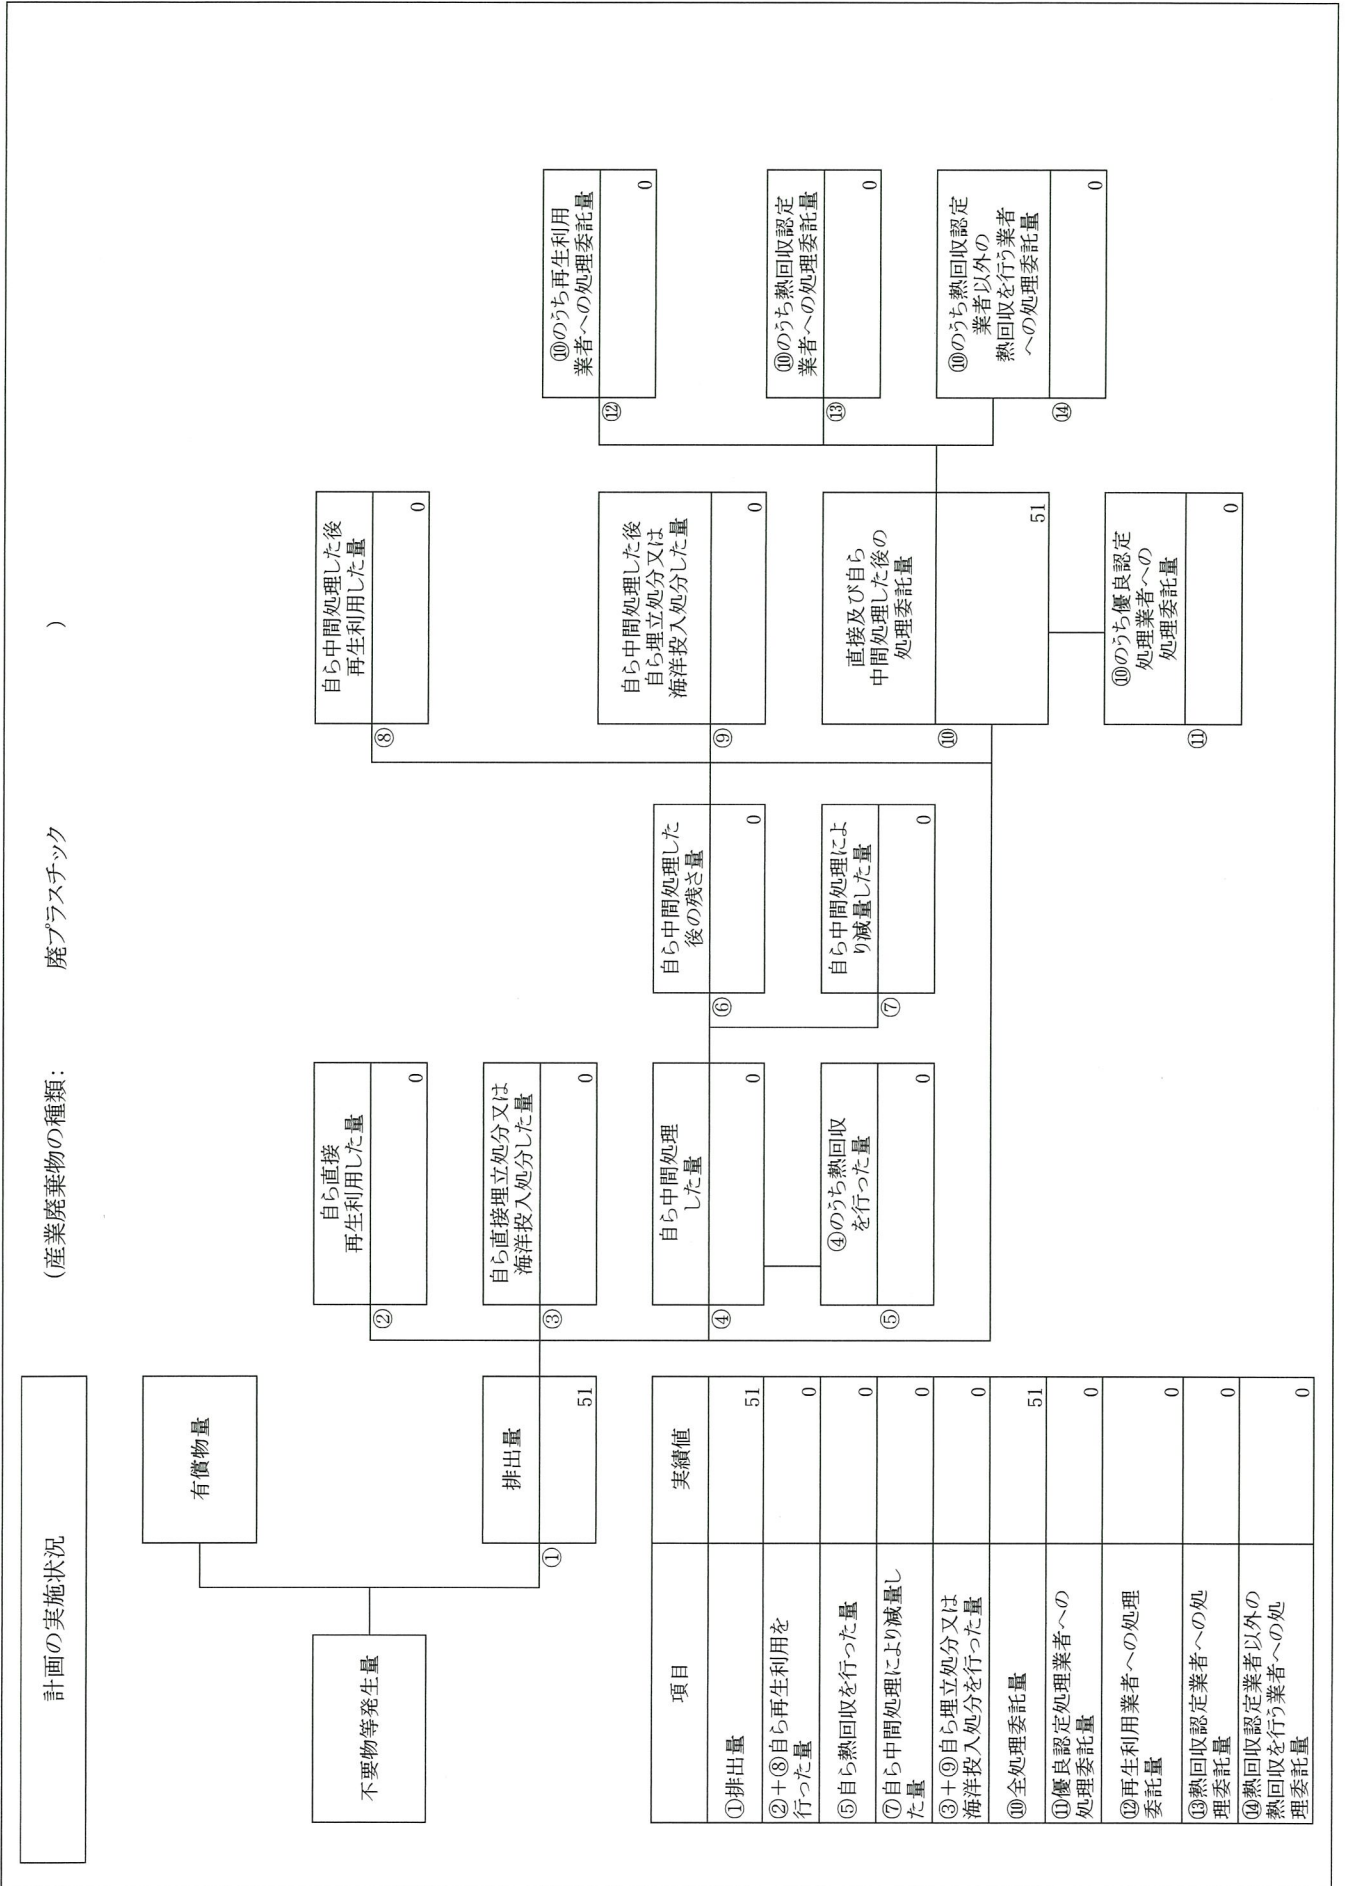 計画の実施状況
(産業廃棄物の種類: 廃プラスチック )
有償物量
不要物等発生量
①
排出量
51
②
自ら直接
再生利用した量
0
③
自ら直接埋立処分又は
海洋投入処分した量
0
④
自ら中間処理
した量
0
⑤
④のうち熱回収
を行った量
0
⑥
自ら中間処理した
後の残さ量
0
⑦
自ら中間処理によ
り減量した量
0
⑧
自ら中間処理した後
再生利用した量
0
⑨
自ら中間処理した後
自ら埋立処分又は
海洋投入処分した量
0
⑩
直接及び自ら
中間処理した後の
処理委託量
51
⑪
⑩のうち優良認定
処理業者への
処理委託量
0
⑫
⑩のうち再生利用
業者への処理委託量
0
⑬
⑩のうち熱回収認定
業者への処理委託量
0
⑭
⑩のうち熱回収認定
業者以外の
熱回収を行う業者
への処理委託量
0
項目 実績値
①排出量 51
②+⑧自ら再生利用を
行った量 0
⑤自ら熱回収を行った量 0
⑦自ら中間処理により減量し
た量 0
③+⑨自ら埋立処分又は
海洋投入処分を行った量 0
⑩全処理委託量 51
⑪優良認定処理業者への
処理委託量 0
⑫再生利用業者への処理
委託量 0
⑬熱回収認定業者への処
理委託量 0
⑭熱回収認定業者以外の
熱回収を行う業者への処
理委託量 0